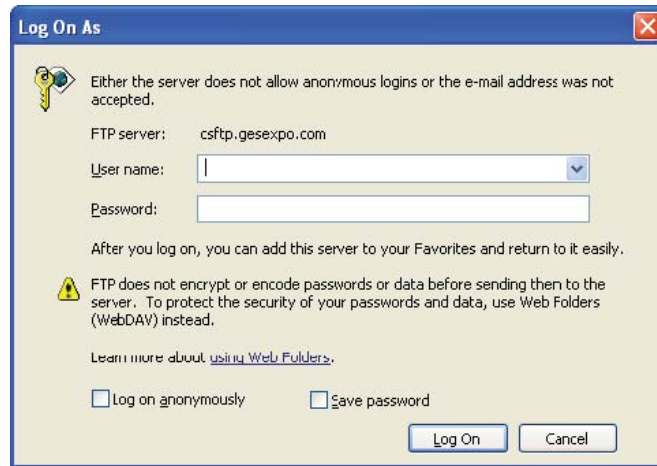 Log On As
Either the server does not allow anonymous logins or the e-mail address was not
accepted.
FTP server: csftp.gesexpo.com
User name:
Password:
After you log on, you can add this server to your Favorites and return to it easily.
FTP does not encrypt or encode passwords or data before sending them to the
server. To protect the security of your passwords and data, use Web Folders
(WebDAV) instead.
Learn more about using Web Folders.
Log on anonymously Save password
Log On Cancel